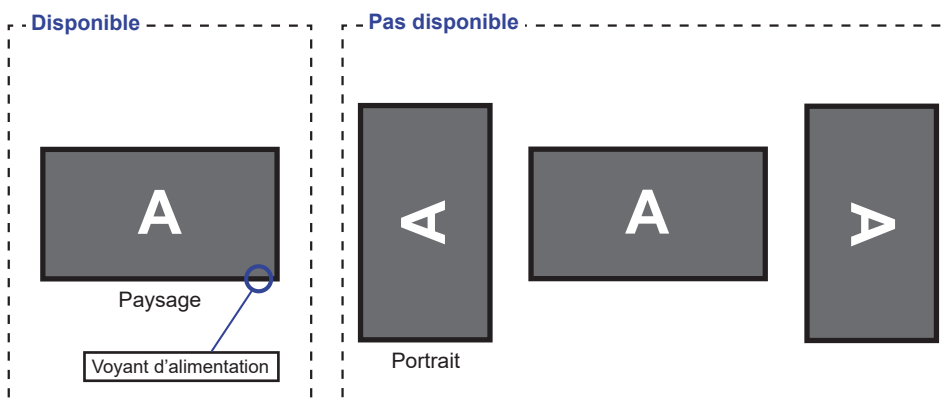 Disponible
Pas disponible
A
A
A
A
Paysage
Portrait
Voyant d’alimentation